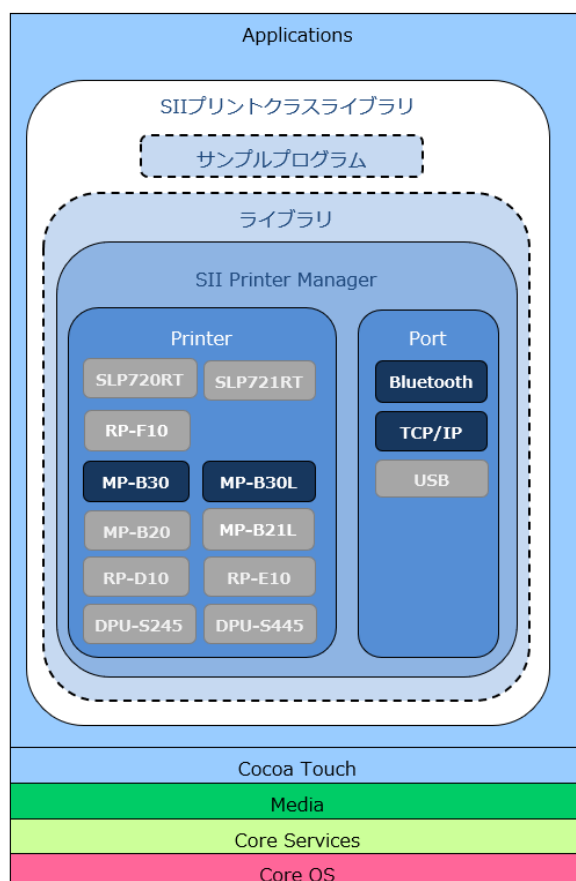 Applications
SIIプリントクラスライブラリ
サンプルプログラム
ライブラリ
SII Printer Manager
Printer
SLP720RT
SLP721RT
RP-F10
MP-B30
MP-B30L
MP-B20
MP-B21L
RP-D10
RP-E10
DPU-S245
DPU-S445
Port
Bluetooth
TCP/IP
USB
Cocoa Touch
Media
Core Services
Core OS